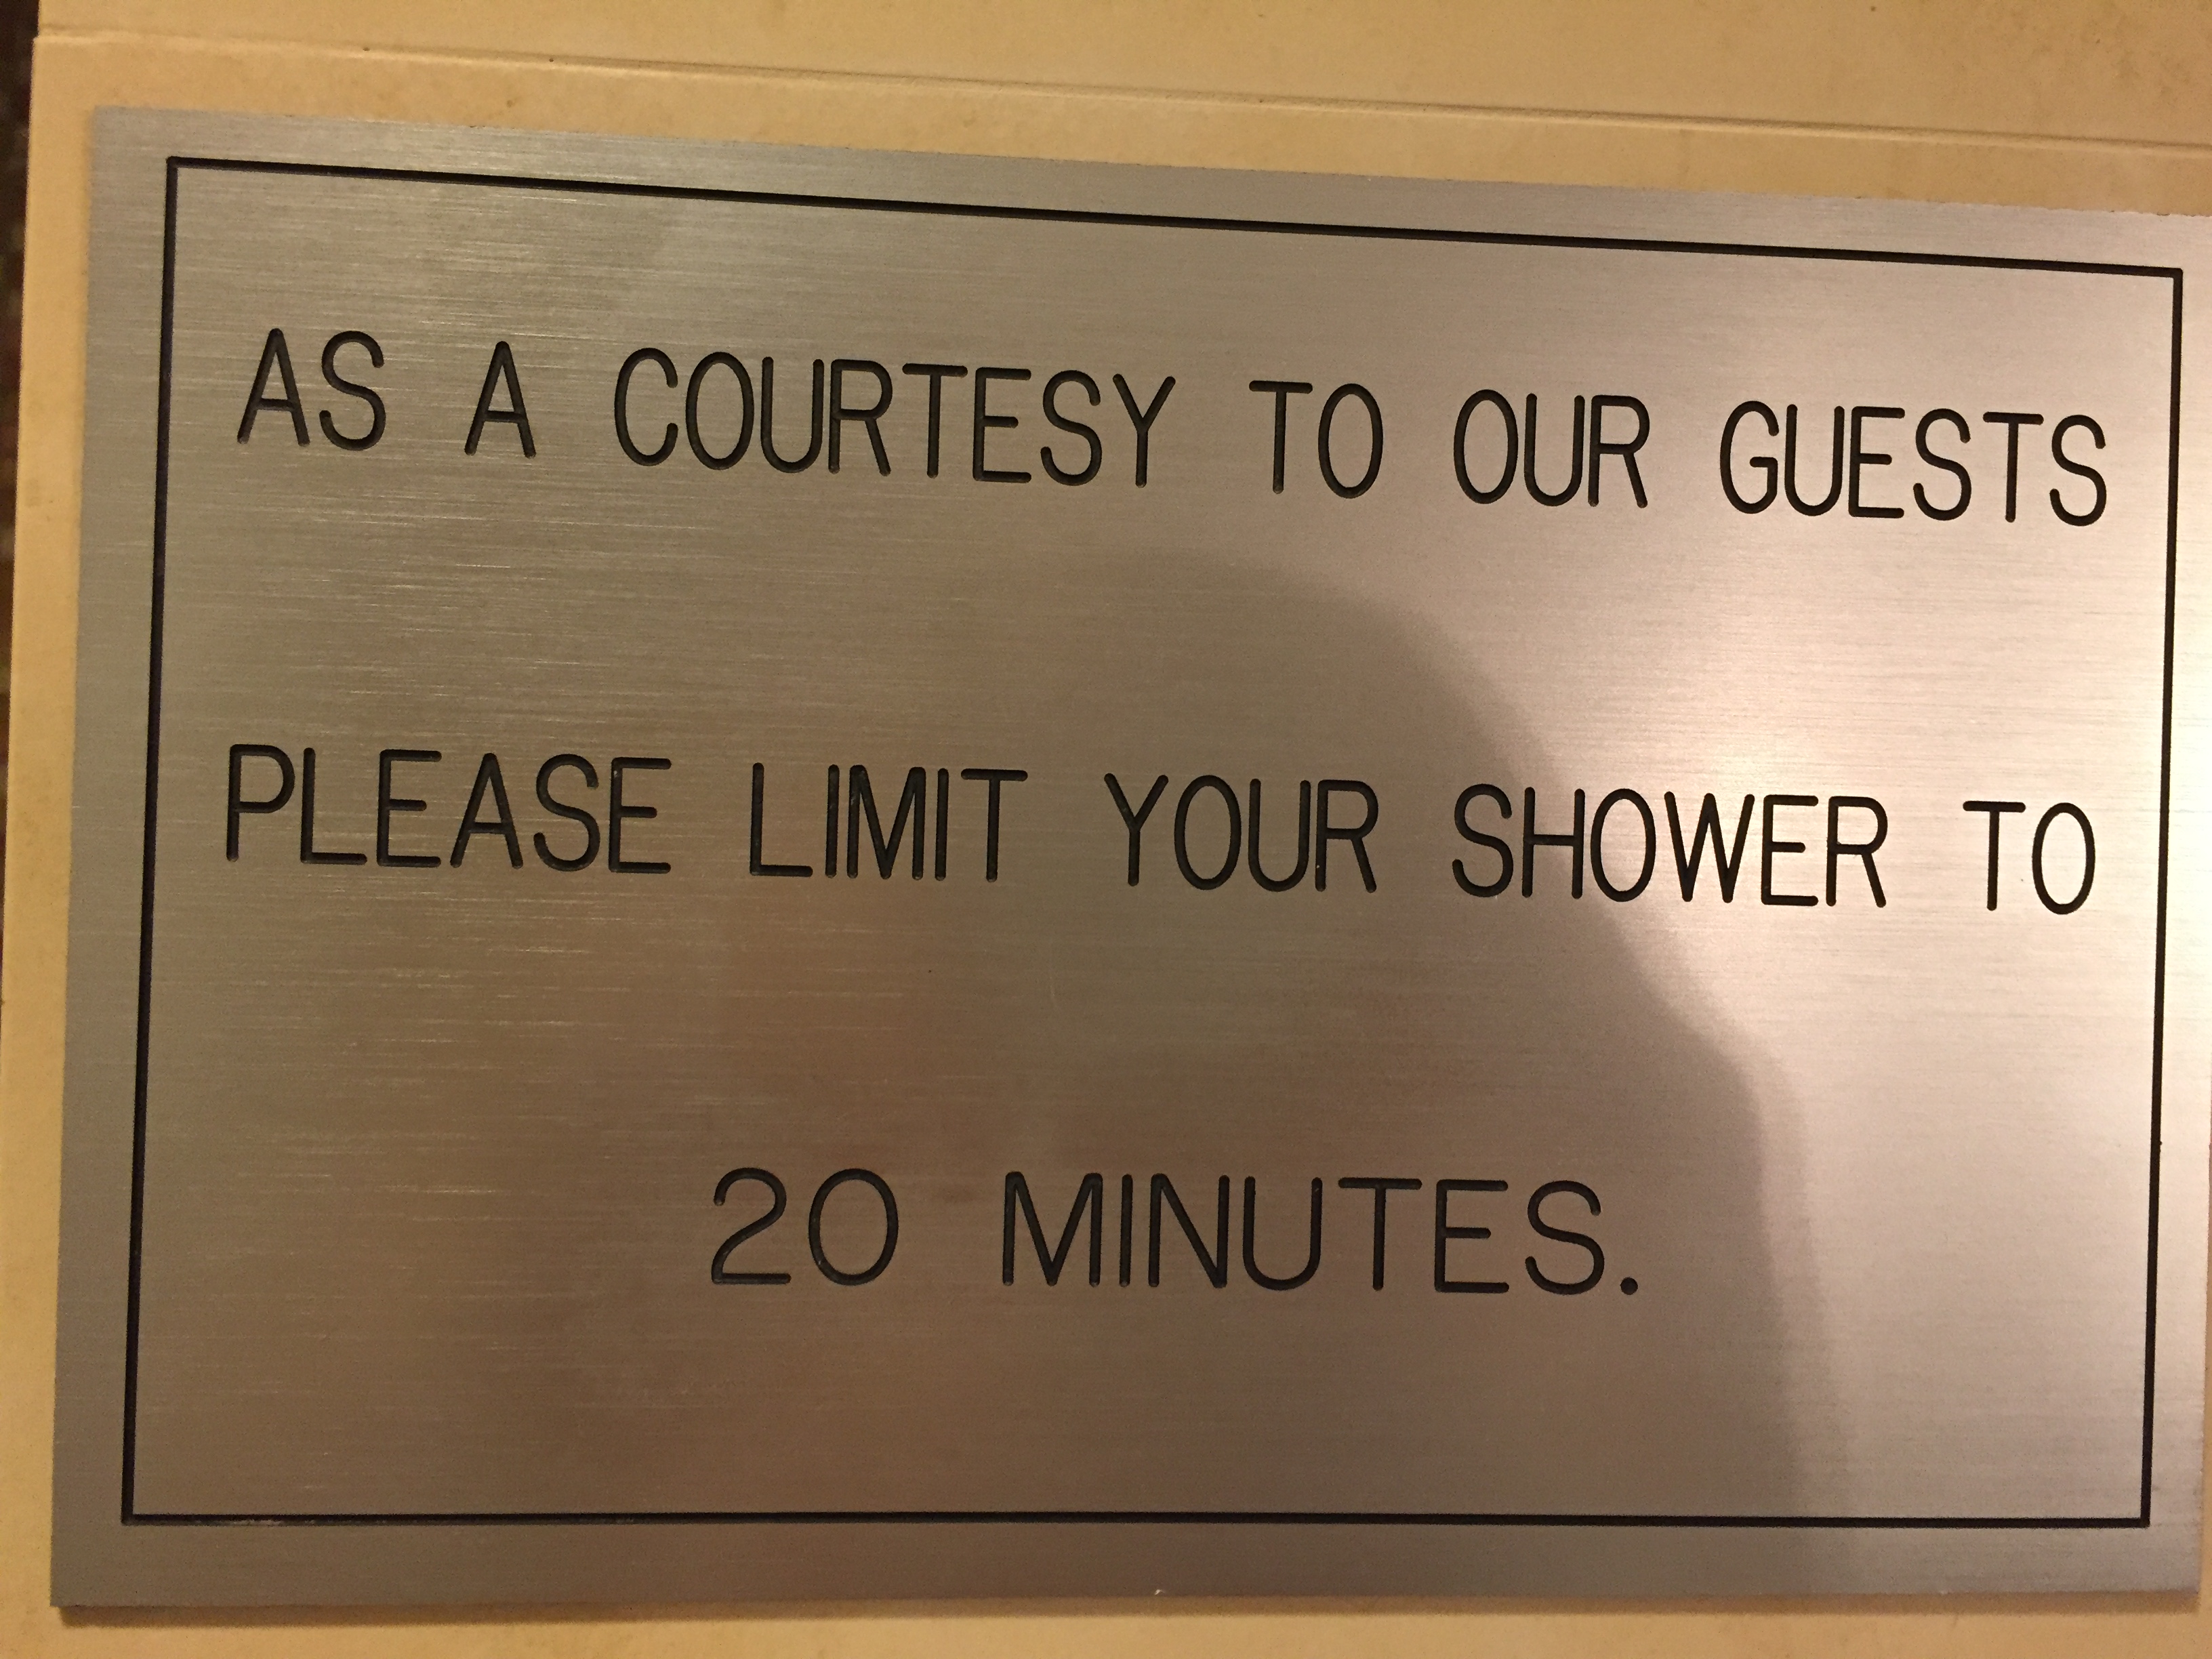 AS A COURTESY TO OUR GUESTS
PLEASE LIMIT YOUR SHOWER TO
20 MINUTES.